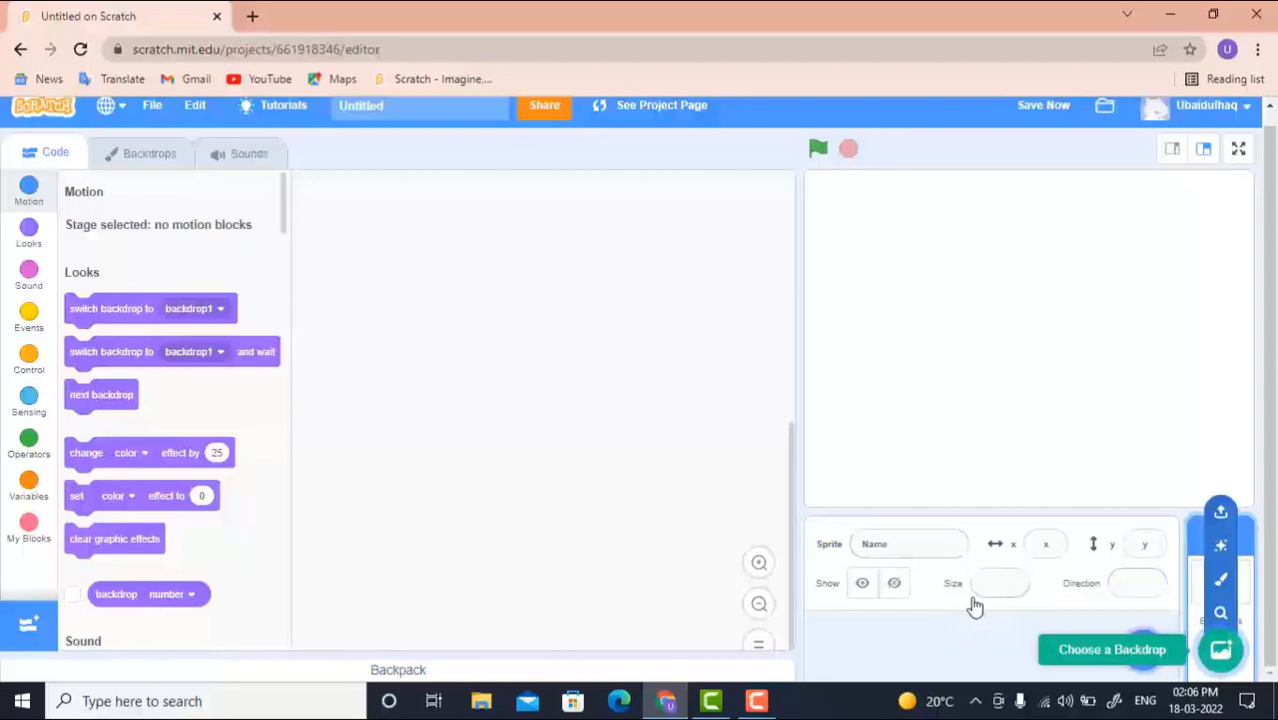 Untitled on Scratch
scratch.mit.edu/projects/661918346/editor
U
News Translate Gmail YouTube Maps Scratch - Imagine,... Reading list
SCRATCH File Edit Tutorials Untitled Share See Project Page Save Now Ubaidulhaq
Code Backdrops Sounds
Motion
Looks
Sound
Events
Control
Sensing
Operators
Variables
My Blocks
Motion
Stage selected: no motion blocks
Looks
switch backdrop to backdrop1
switch backdrop to backdrop1 and wait
next backdrop
change color effect by 25
set color effect to 0
clear graphic effects
backdrop number
Sound
Sprite Name x x y y
Show Size Direction
Choose a Backdrop
Backpack
Type here to search
20°C ENG
02:06 PM
18-03-2022